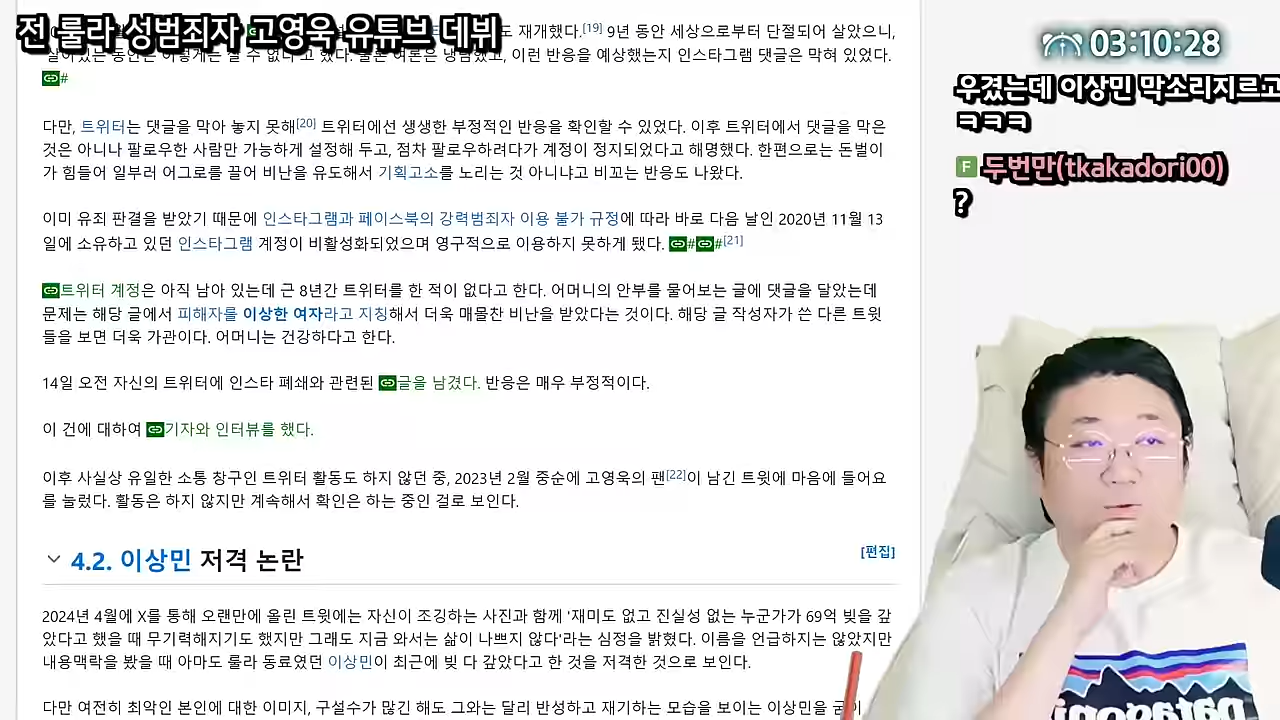 전 룰라 성범죄자 고영욱 유튜브 데뷔
도 재개했다.[19] 9년 동안 세상으로부터 단절되어 살았으니,
#
다만, 트위터는 댓글을 막아 놓지 못해[20] 트위터에선 생생한 부정적인 반응을 확인할 수 있었다. 이후 트위터에서 댓글을 막은
것은 아니나 팔로우한 사람만 가능하게 설정해 두고, 점차 팔로우하려다가 계정이 정지되었다고 해명했다. 한편으로는 돈벌이
가 힘들어 일부러 어그로를 끌어 비난을 유도해서 기획고소를 노리는 것 아니냐고 비꼬는 반응도 나왔다.
이미 유죄 판결을 받았기 때문에 인스타그램과 페이스북의 강력범죄자 이용 불가 규정에 따라 바로 다음 날인 2020년 11월 13
일에 소유하고 있던 인스타그램 계정이 비활성화되었으며 영구적으로 이용하지 못하게 됐다. ##[21]
트위터 계정은 아직 남아 있는데 근 8년간 트위터를 한 적이 없다고 한다. 어머니의 안부를 물어보는 글에 댓글을 달았는데
문제는 해당 글에서 피해자를 이상한 여자라고 지칭해서 더욱 매몰찬 비난을 받았다는 것이다. 해당 글 작성자가 쓴 다른 트윗
들을 보면 더욱 가관이다. 어머니는 건강하다고 한다.
14일 오전 자신의 트위터에 인스타 폐쇄와 관련된 글을 남겼다. 반응은 매우 부정적이다.
이 건에 대하여 기자와 인터뷰를 했다.
이후 사실상 유일한 소통 창구인 트위터 활동도 하지 않던 중, 2023년 2월 중순에 고영욱의 팬[22]이 남긴 트윗에 마음에 들어요
를 눌렀다. 활동은 하지 않지만 계속해서 확인은 하는 중인 걸로 보인다.
4.2. 이상민 저격 논란
[편집]
2024년 4월에 X를 통해 오랜만에 올린 트윗에는 자신이 조깅하는 사진과 함께 '재미도 없고 진실성 없는 누군가가 69억 빚을 갚
았다고 했을 때 무기력해지기도 했지만 그래도 지금 와서는 삶이 나쁘지 않다'라는 심정을 밝혔다. 이름을 언급하지는 않았지만
내용맥락을 봤을 때 아마도 룰라 동료였던 이상민이 최근에 빚 다 갚았다고 한 것을 저격한 것으로 보인다.
다만 여전히 최악인 본인에 대한 이미지, 구설수가 많긴 해도 그와는 달리 반성하고 재기하는 모습을 보이는 이상민을 굳이
03:10:28
우겼는데 이상민 막소리지르고
ㅋㅋㅋ
F 두번만(tkakadori00)
?
patagonia